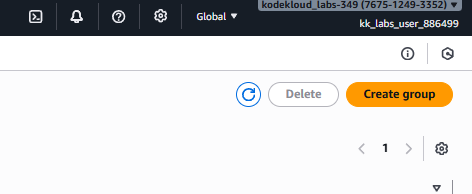 kodekloud_labs-349 (7675-1249-3352)
Global
kk_labs_user_886499
Delete
Create group
1